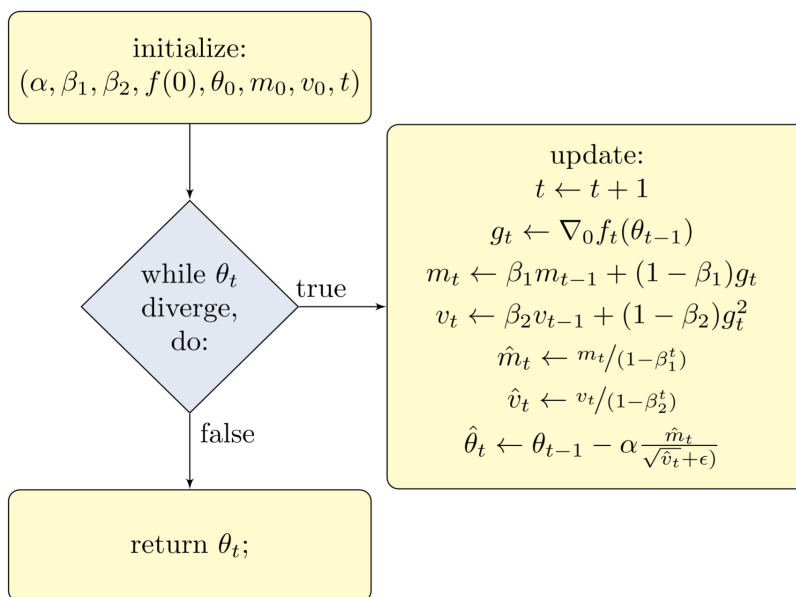 initialize:
(α, β₁, β₂, f(0), θ₀, m₀, v₀, t)
while θₜ
diverge,
do:
true
update:
t ← t + 1
gₜ ← ∇₀fₜ(θₜ₋₁)
mₜ ← β₁mₜ₋₁ + (1 − β₁)gₜ
vₜ ← β₂vₜ₋₁ + (1 − β₂)gₜ²
m̂ₜ ← mₜ/(1−β₁ᵗ)
v̂ₜ ← vₜ/(1−β₂ᵗ)
θ̂ₜ ← θₜ₋₁ − α m̂ₜ/√v̂ₜ+ϵ)
false
return θₜ;